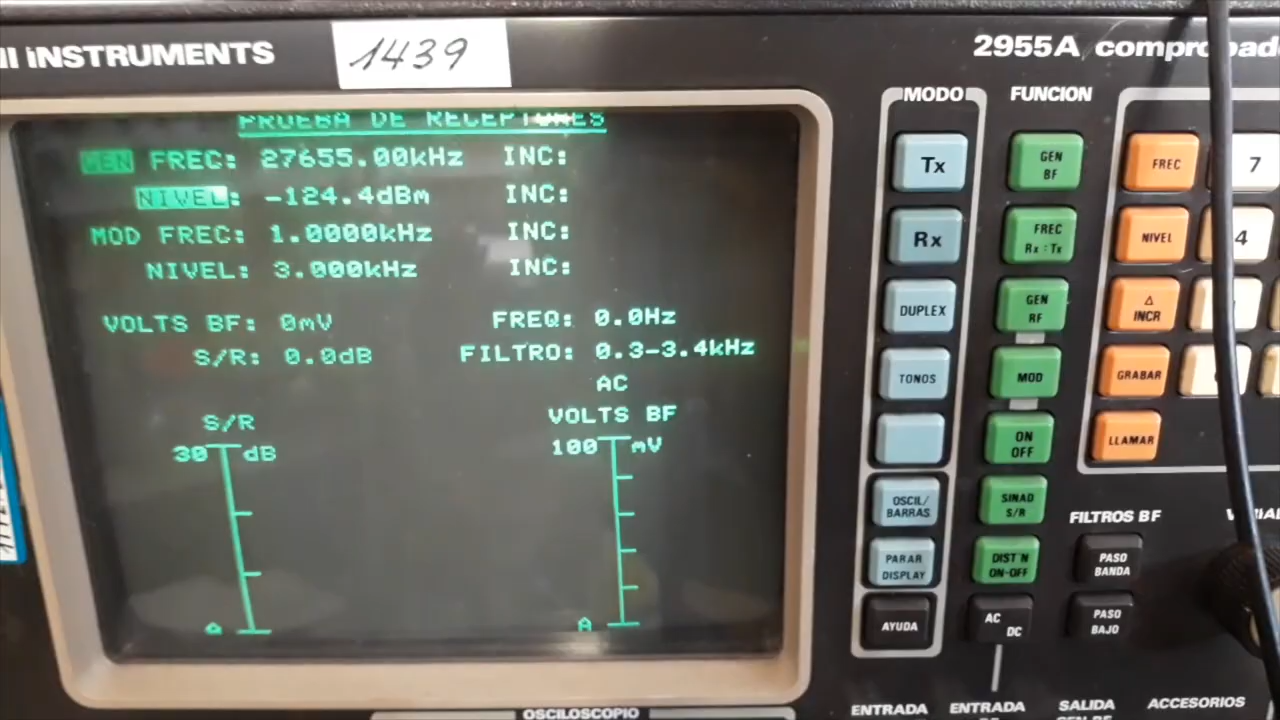 INSTRUMENTS
1439
2955A
PRUEBA DE RECEPTORES
GEN FREC: 27655.00kHz INC:
NIVEL: -124.4dBm INC:
MOD FREC: 1.0000kHz INC:
NIVEL: 3.000kHz INC:
VOLTS BF: 0mV FREQ: 0.0Hz
S/R: 0.0dB FILTRO: 0.3-3.4kHz
AC
S/R VOLTS BF
30 dB 100 mV
A A
MODO FUNCION
Tx GEN BF FREC 7
Rx FREC Rx:Tx NIVEL 4
DUPLEX GEN RF Δ INCR
TONOS MOD GRABAR
ON OFF LLAMAR
OSCIL/ BARRAS SINAD S/R
FILTROS BF
PARAR DISPLAY DIST'N ON-OFF PASO BANDA
AYUDA AC DC PASO BAJO
OSCILOSCOPIO
ENTRADA ENTRADA SALIDA ACCESORIOS